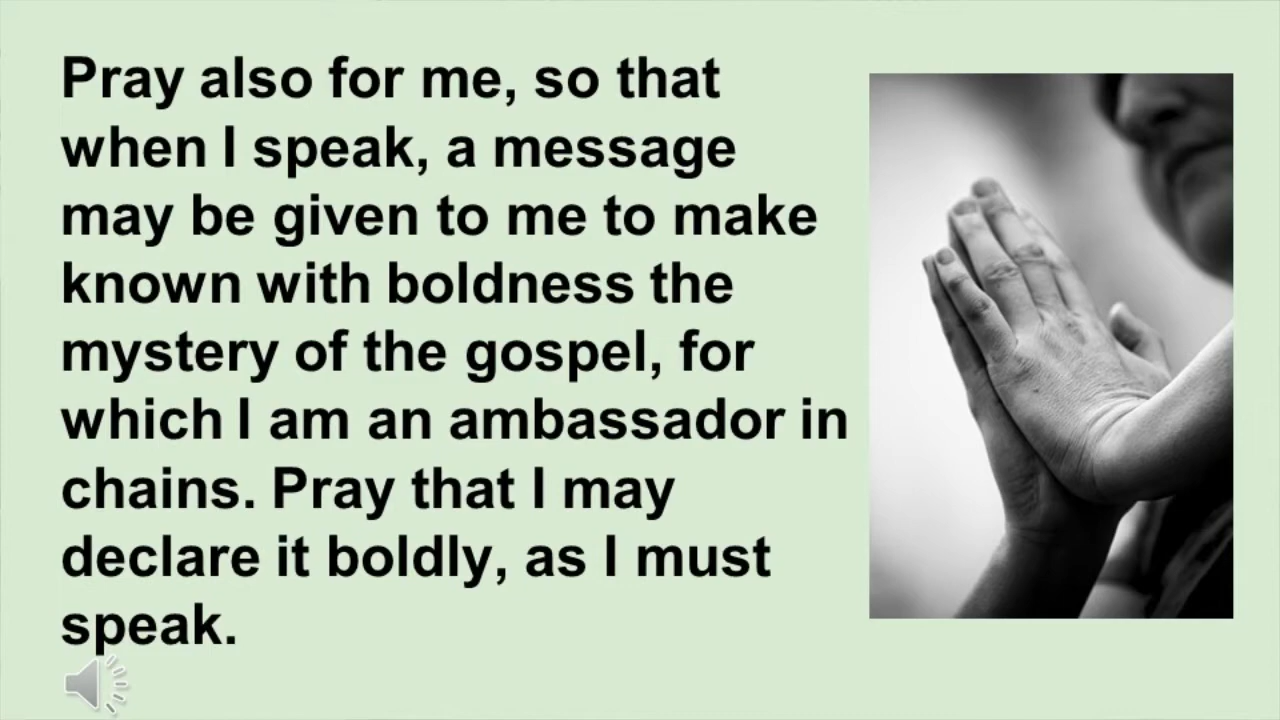 Pray also for me, so that
when I speak, a message
may be given to me to make
known with boldness the
mystery of the gospel, for
which I am an ambassador in
chains. Pray that I may
declare it boldly, as I must
speak.